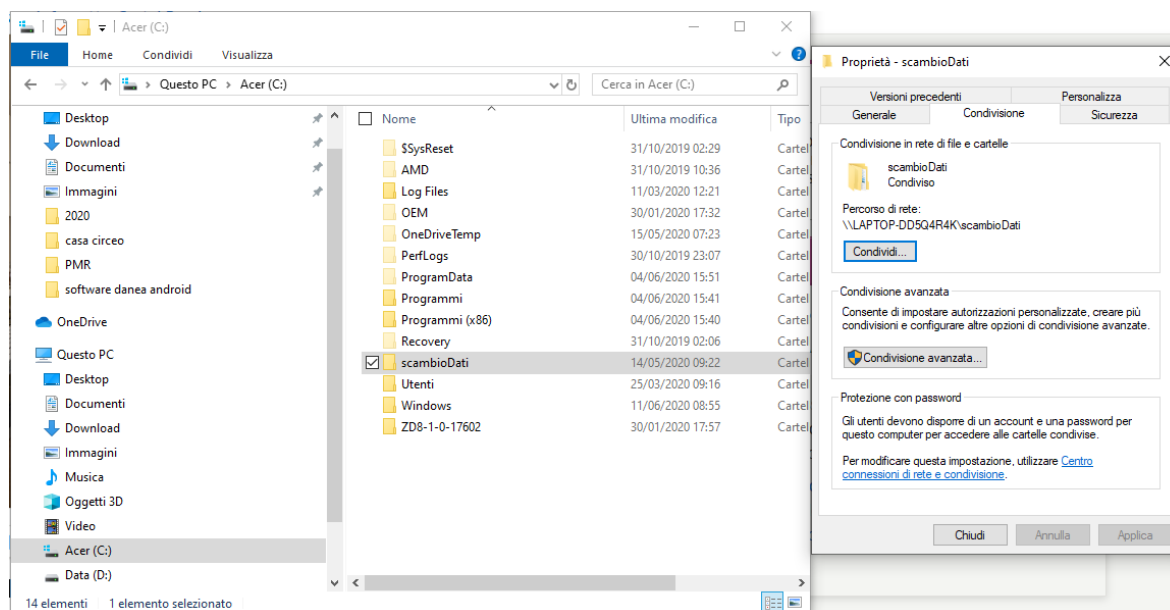 Acer (C:)
File Home Condividi Visualizza
Questo PC > Acer (C:)
Cerca in Acer (C:)
Desktop
Download
Documenti
Immagini
2020
casa circeo
PMR
software danea android
OneDrive
Questo PC
Desktop
Documenti
Download
Immagini
Musica
Oggetti 3D
Video
Acer (C:)
Data (D:)
Nome Ultima modifica Tipo
$SysReset 31/10/2019 02:29 Cartel
AMD 31/10/2019 10:36 Cartel
Log Files 11/03/2020 12:21 Cartel
OEM 30/01/2020 17:32 Cartel
OneDriveTemp 15/05/2020 07:23 Cartel
PerfLogs 30/10/2019 23:07 Cartel
ProgramData 04/06/2020 15:51 Cartel
Programmi 04/06/2020 15:41 Cartel
Programmi (x86) 04/06/2020 15:40 Cartel
Recovery 31/10/2019 02:06 Cartel
scambioDati 14/05/2020 09:22 Cartel
Utenti 25/03/2020 09:16 Cartel
Windows 11/06/2020 08:55 Cartel
ZD8-1-0-17602 30/01/2020 17:57 Cartel
14 elementi 1 elemento selezionato
Proprietà - scambioDati
Versioni precedenti Personalizza
Generale Condivisione Sicurezza
Condivisione in rete di file e cartelle
scambioDati
Condiviso
Percorso di rete:
\\LAPTOP-DD5Q4R4K\scambioDati
Condividi...
Condivisione avanzata
Consente di impostare autorizzazioni personalizzate, creare più
condivisioni e configurare altre opzioni di condivisione avanzate.
Condivisione avanzata...
Protezione con password
Gli utenti devono disporre di un account e una password per
questo computer per accedere alle cartelle condivise.
Per modificare questa impostazione, utilizzare Centro
connessioni di rete e condivisione.
Chiudi Annulla Applica